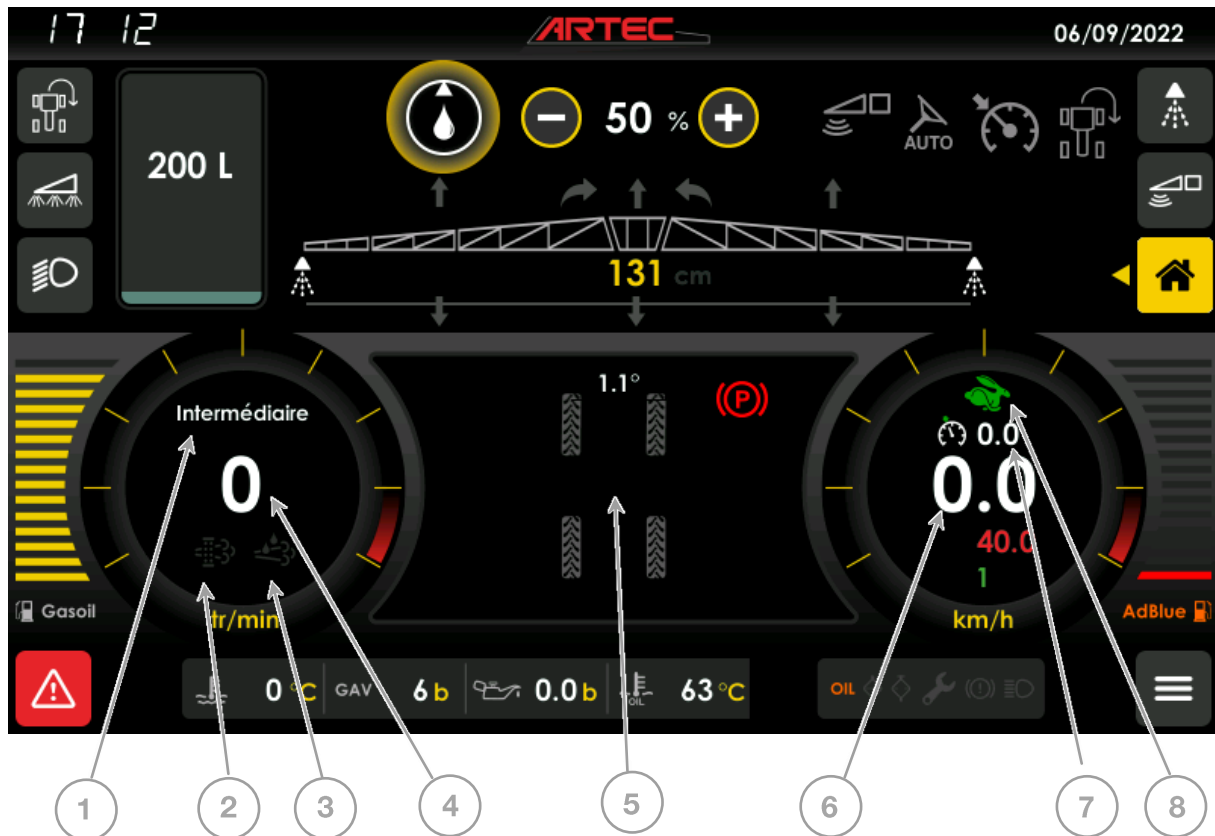 17 12
ARTEC
06/09/2022
200 L
50 %
AUTO
131 cm
1.1°
Intermédiaire
0
tr/min
(P)
0.0
0.0
40.0
1
km/h
Gasoil
AdBlue
0 °C GAV 6 b 0.0 b OIL 63 °C
OIL
1 2 3 4 5 6 7 8